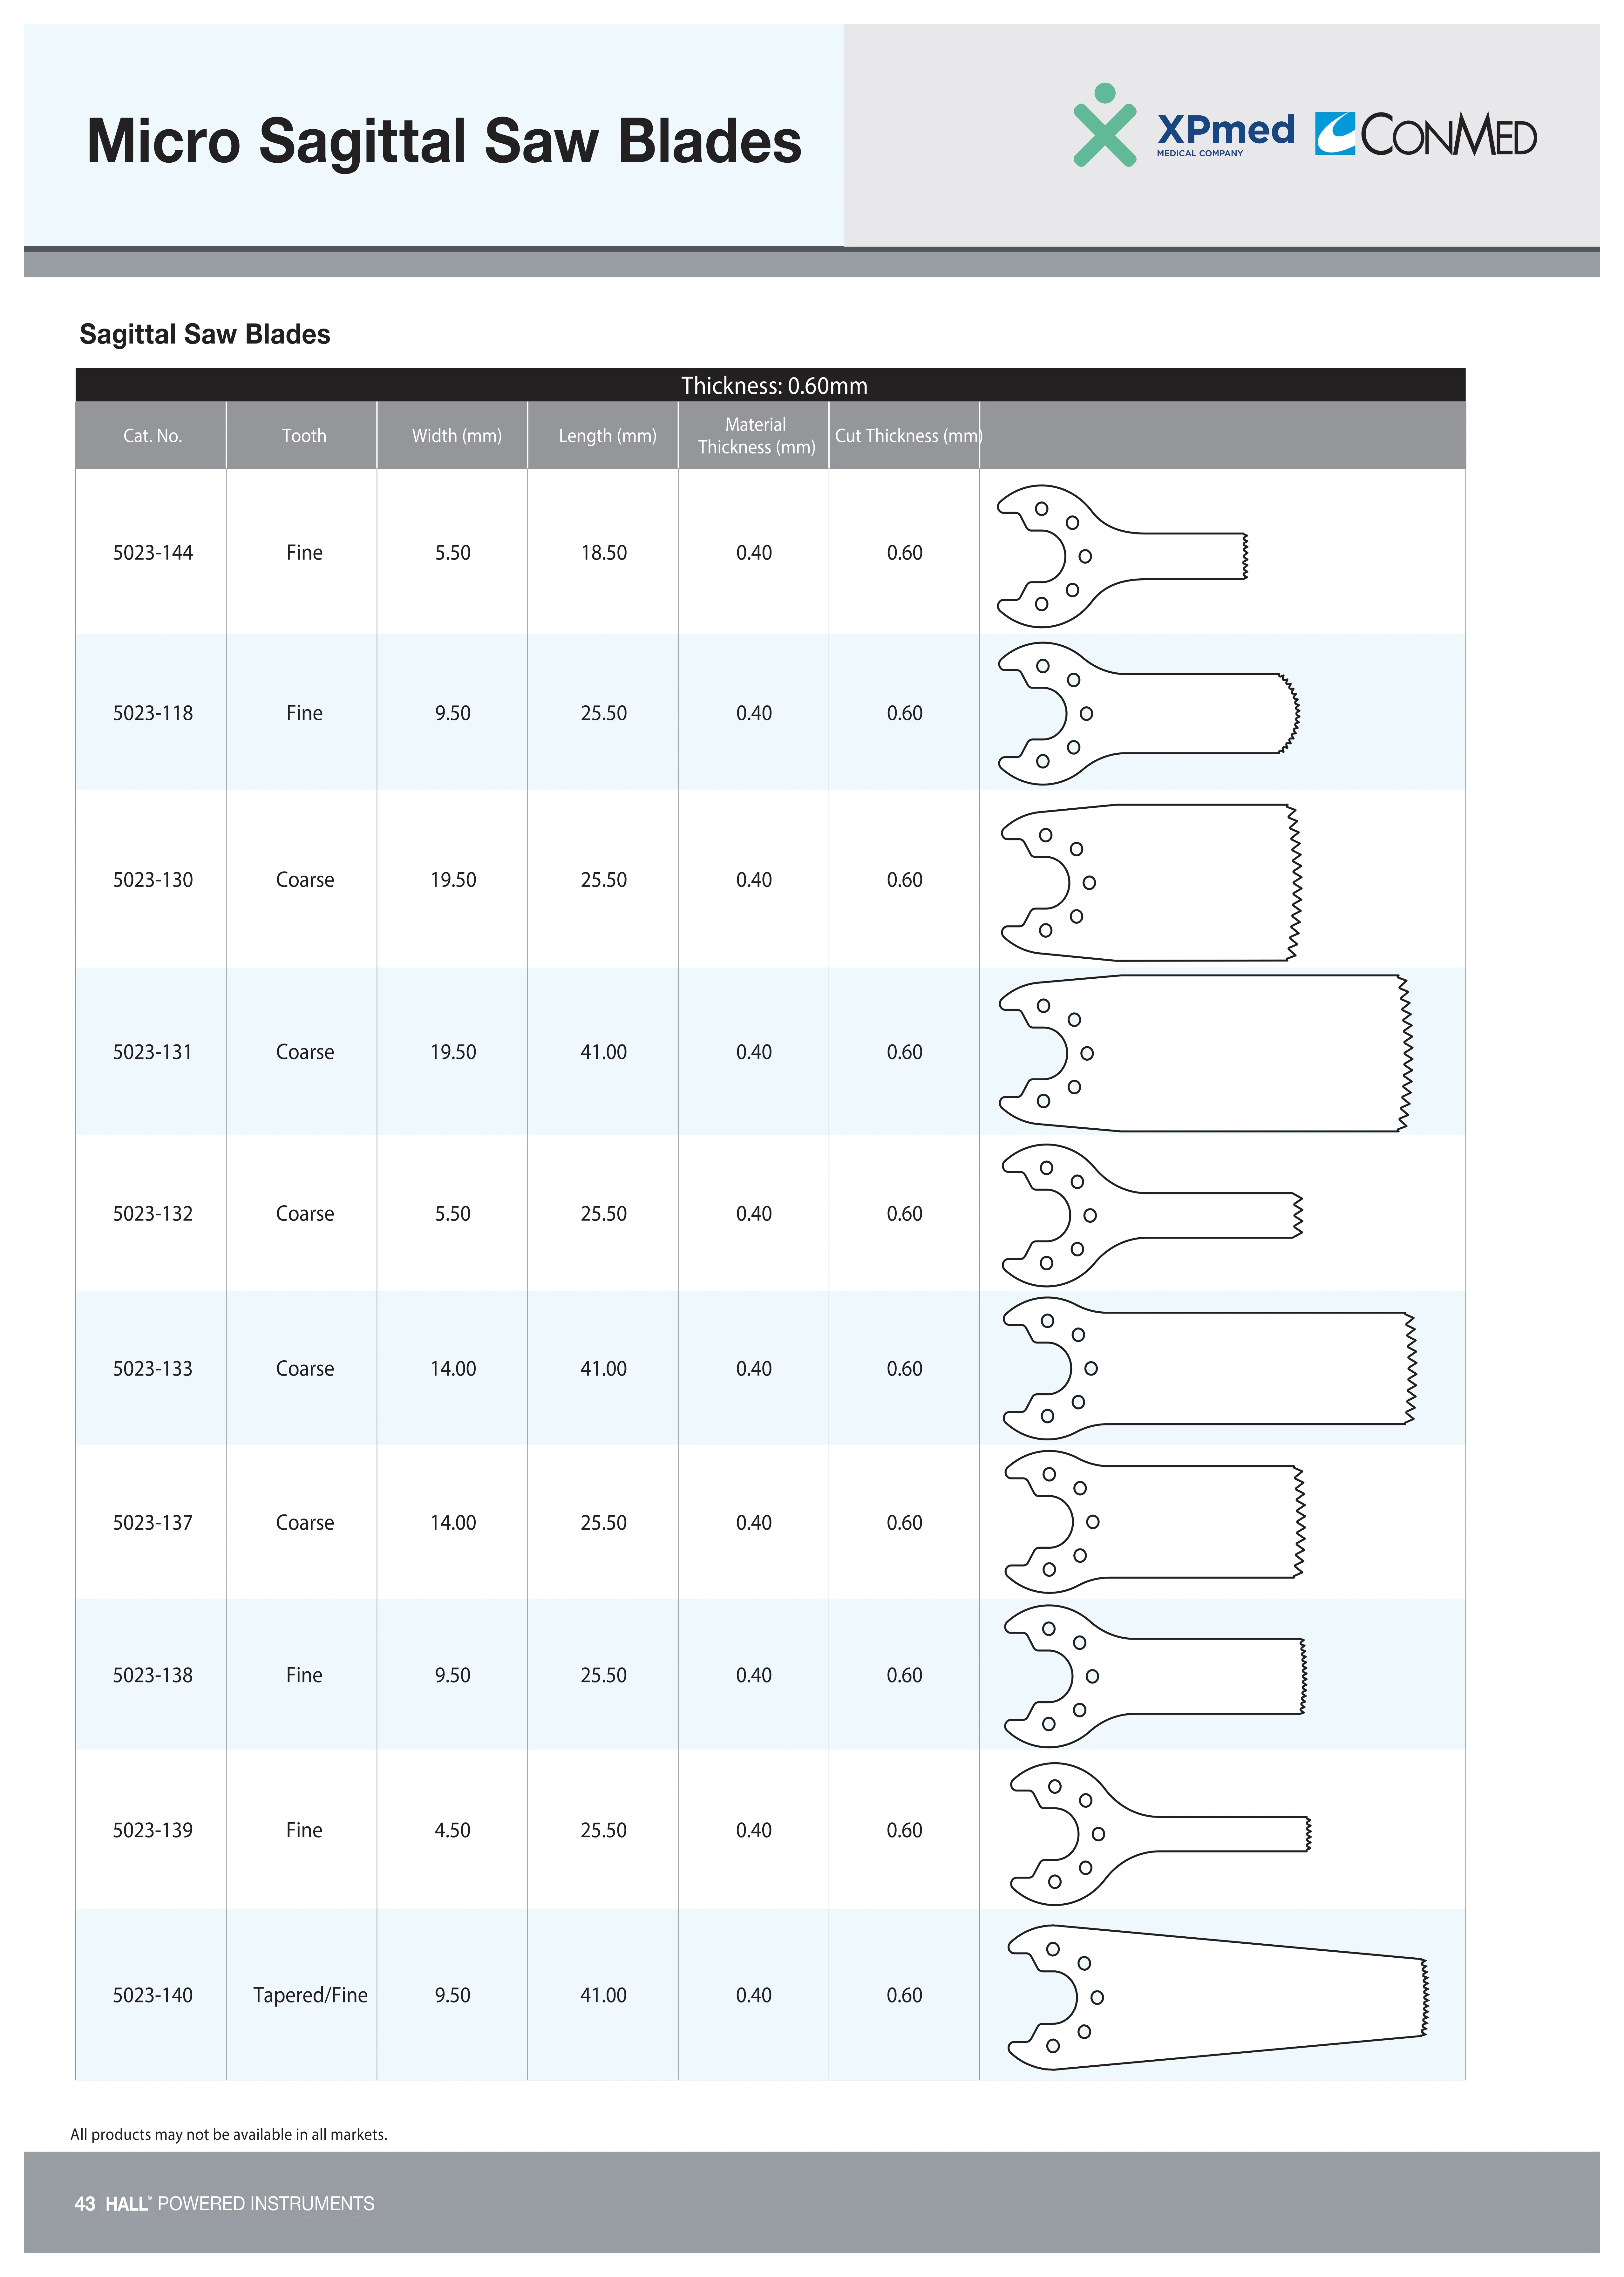 Micro Sagittal Saw Blades
XPmed
MEDICAL COMPANY
CONMED
Sagittal Saw Blades
Thickness: 0.60mm
Cat. No. Tooth Width (mm) Length (mm) Material Thickness (mm) Cut Thickness (mm)
5023-144 Fine 5.50 18.50 0.40 0.60
5023-118 Fine 9.50 25.50 0.40 0.60
5023-130 Coarse 19.50 25.50 0.40 0.60
5023-131 Coarse 19.50 41.00 0.40 0.60
5023-132 Coarse 5.50 25.50 0.40 0.60
5023-133 Coarse 14.00 41.00 0.40 0.60
5023-137 Coarse 14.00 25.50 0.40 0.60
5023-138 Fine 9.50 25.50 0.40 0.60
5023-139 Fine 4.50 25.50 0.40 0.60
5023-140 Tapered/Fine 9.50 41.00 0.40 0.60
All products may not be available in all markets.
43 HALL® POWERED INSTRUMENTS